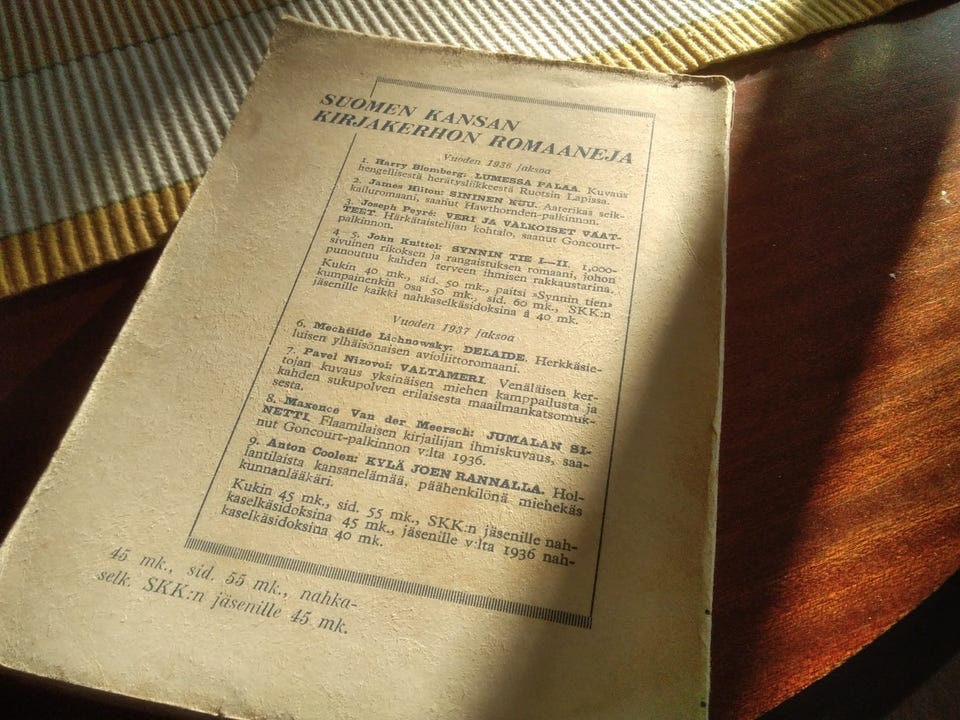 SUOMEN KANSAN
KIRJAKERHON ROMAANEJA
Vuoden 1936 jaksoa
1. Harry Blomberg: LUMESSA PALAA. Kuvaus
hengellisestä herätysliikkeestä Ruotsin Lapissa.
2. James Hilton: SININEN KUU. Aaterikas seik-
kailuromaani, saanut Hawthornden-palkinnon.
3. Joseph Peyré: VERI JA VALKOISET VAAT-
TEET. Härkätaistelijan kohtalo, saanut Goncourt-
palkinnon.
4—5. John Knittel: SYNNIN TIE I—II. 1,000-
sivuinen rikoksen ja rangaistuksen romaani, johon
punoutuu kahden terveen ihmisen rakkaustarina.
Kukin 40 mk., sid. 50 mk., paitsi »Synnin tien»
kumpainenkin osa 50 mk., sid. 60 mk., SKK:n
jäsenille kaikki nahkaselkäsidoksina à 40 mk.
Vuoden 1937 jaksoa
6. Mechtilde Lichnowsky: DELAIDE. Herkkäsie-
luisen ylhäisönaisen avioliittoromaani.
7. Pavel Nizovoi: VALTAMERI. Venäläisen ker-
tojan kuvaus yksinäisen miehen kamppailusta ja
kahden sukupolven erilaisesta maailmankatsomuk-
sesta.
8. Maxence Van der Meersch: JUMALAN SI-
NETTI. Flaamilaisen kirjailijan ihmiskuvaus, saa-
nut Goncourt-palkinnon v:lta 1936.
9. Anton Coolen: KYLÄ JOEN RANNALLA. Hol-
lantilaista kansanelämää, päähenkilönä miehekäs
kunnanlääkäri.
Kukin 45 mk., sid. 55 mk., SKK:n jäsenille nah-
kaselkäsidoksina 45 mk., jäsenille v:lta 1936 nah-
kaselkäsidoksina 40 mk.
45 mk., sid. 55 mk., nahka-
selk. SKK:n jäsenille 45 mk.